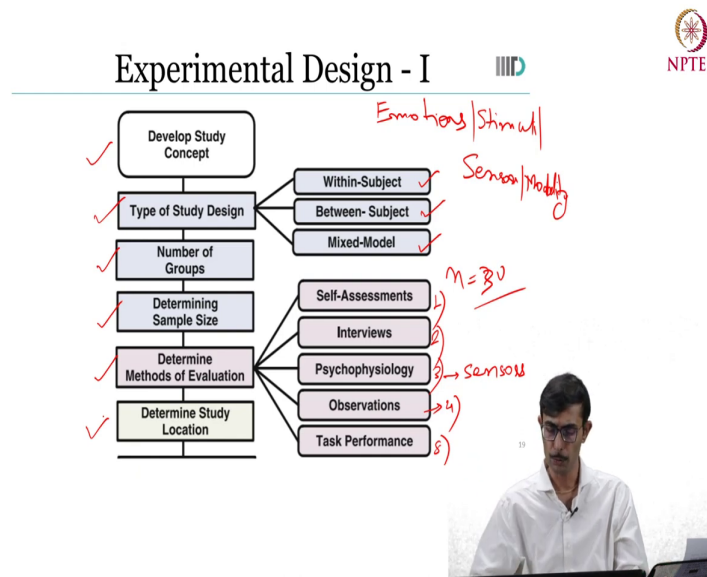 Experimental Design - I
IIID
NPTE
Emotions/Stimuli/
Sensor/Modality
Develop Study
Concept
Type of Study Design
Within-Subject
Between- Subject
Mixed-Model
Number of
Groups
Determining
Sample Size
n = 30
Determine
Methods of Evaluation
Self-Assessments 1)
Interviews 2)
Psychophysiology 3) → sensors
Observations → 4)
Task Performance 5)
Determine Study
Location
19